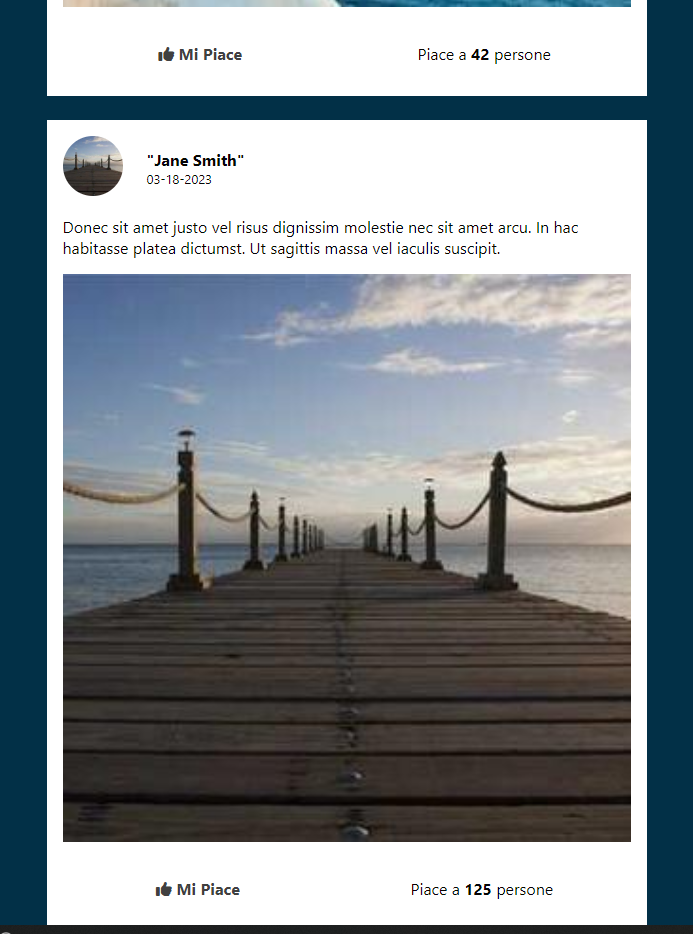 Mi Piace
Piace a 42 persone
"Jane Smith"
03-18-2023
Donec sit amet justo vel risus dignissim molestie nec sit amet arcu. In hac
habitasse platea dictumst. Ut sagittis massa vel iaculis suscipit.
Mi Piace
Piace a 125 persone